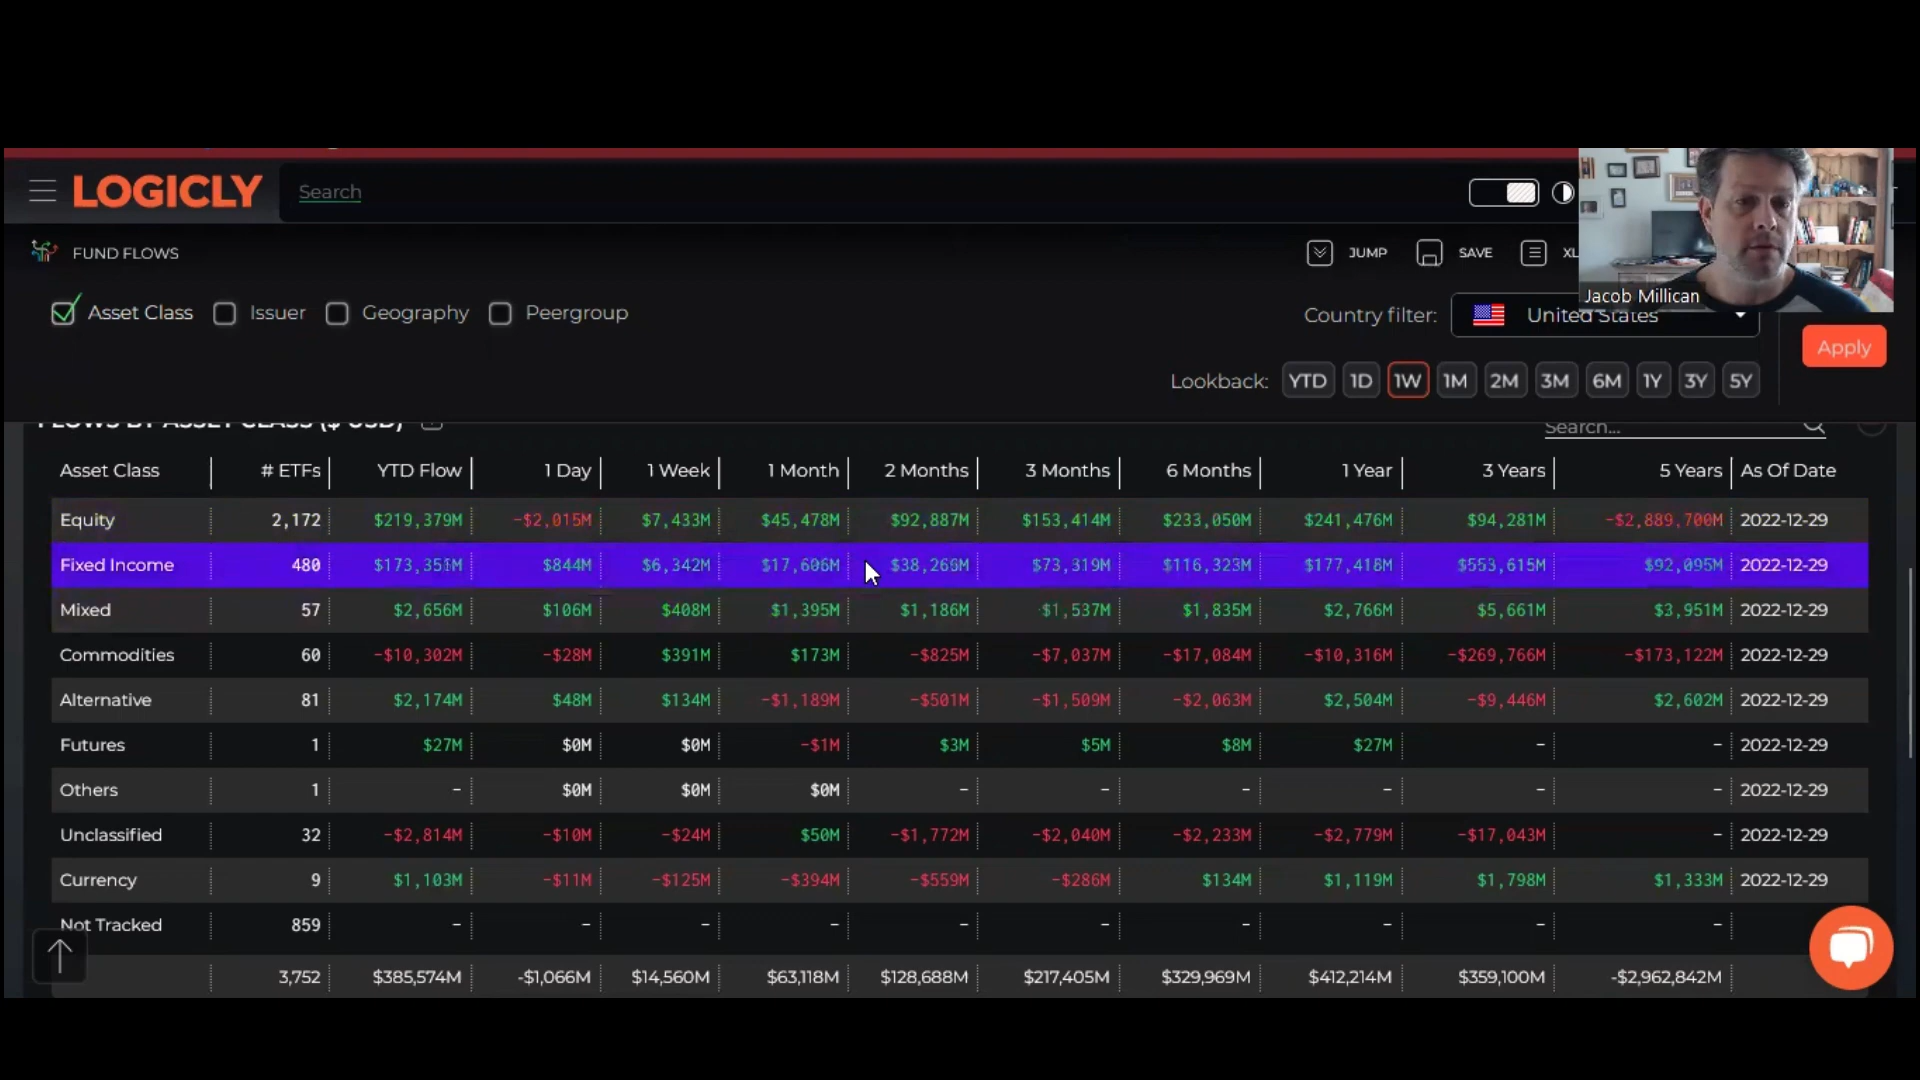 LOGICLY
Search
FUND FLOWS
JUMP
SAVE
Jacob Millican
Asset Class
Issuer
Geography
Peergroup
Country filter:
United States
Apply
Lookback:
YTD 1D 1W 1M 2M 3M 6M 1Y 3Y 5Y
FLOWS BY ASSET CLASS ($ USD)
Search...
Asset Class # ETFs YTD Flow 1 Day 1 Week 1 Month 2 Months 3 Months 6 Months 1 Year 3 Years 5 Years As Of Date
Equity 2,172 $219,379M -$2,015M $7,433M $45,478M $92,887M $153,414M $233,050M $241,476M $94,281M -$2,889,700M 2022-12-29
Fixed Income 480 $844M $6,342M $17,606M $38,266M $73,319M $116,323M $177,418M $553,615M $92,095M 2022-12-29
Mixed 57 $2,656M $106M $408M $1,395M $1,186M $1,537M $1,835M $2,766M $5,661M $3,951M 2022-12-29
Commodities 60 -$10,302M -$28M $391M $173M -$825M -$7,037M -$17,084M -$10,316M -$269,766M -$173,122M 2022-12-29
Alternative 81 $2,174M $48M $134M -$1,189M -$501M -$1,509M -$2,063M $2,504M -$9,446M $2,602M 2022-12-29
Futures 1 $27M $0M $0M -$1M $3M $5M $8M $27M - - 2022-12-29
Others 1 - $0M $0M $0M - - - - - - 2022-12-29
Unclassified 32 -$2,814M -$10M -$24M $50M -$1,772M -$2,040M -$2,233M -$2,779M -$17,043M - 2022-12-29
Currency 9 $1,103M -$11M -$125M -$394M -$559M -$286M $134M $1,119M $1,798M $1,333M 2022-12-29
Not Tracked 859 - - - - - - - - - -
3,752 $385,574M -$1,066M $14,560M $63,118M $128,688M $217,405M $329,969M $412,214M $359,100M -$2,962,842M